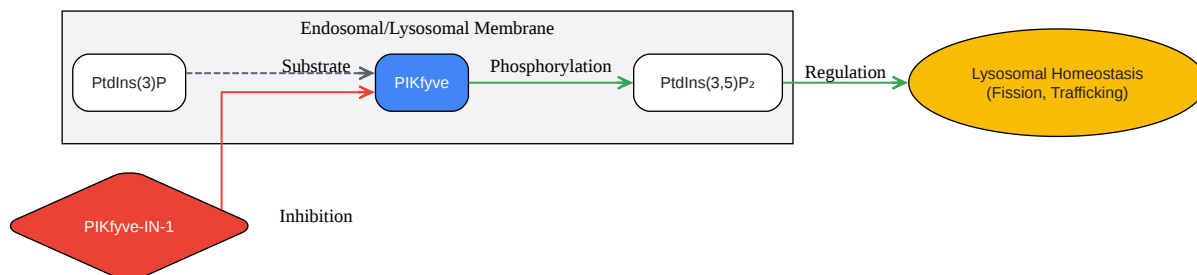 Endosomal/Lysosomal Membrane
PtdIns(3)P
Substrate
PIKfyve
Phosphorylation
PtdIns(3,5)P₂
Regulation
Lysosomal Homeostasis
(Fission, Trafficking)
PIKfyve-IN-1
Inhibition